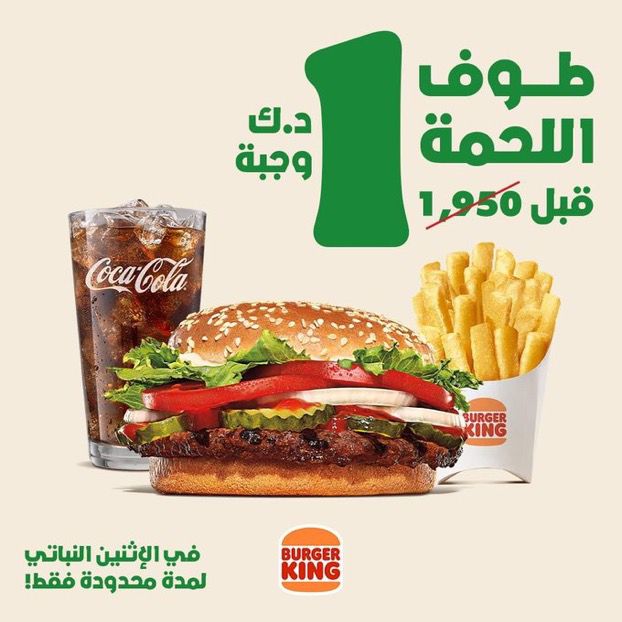 طوف
اللحمة
قبل 1,950
1
د.ك
وجبة
Coca-Cola
BURGER
KING
في الإثنين النباتي
لمدة محدودة فقط!
BURGER
KING